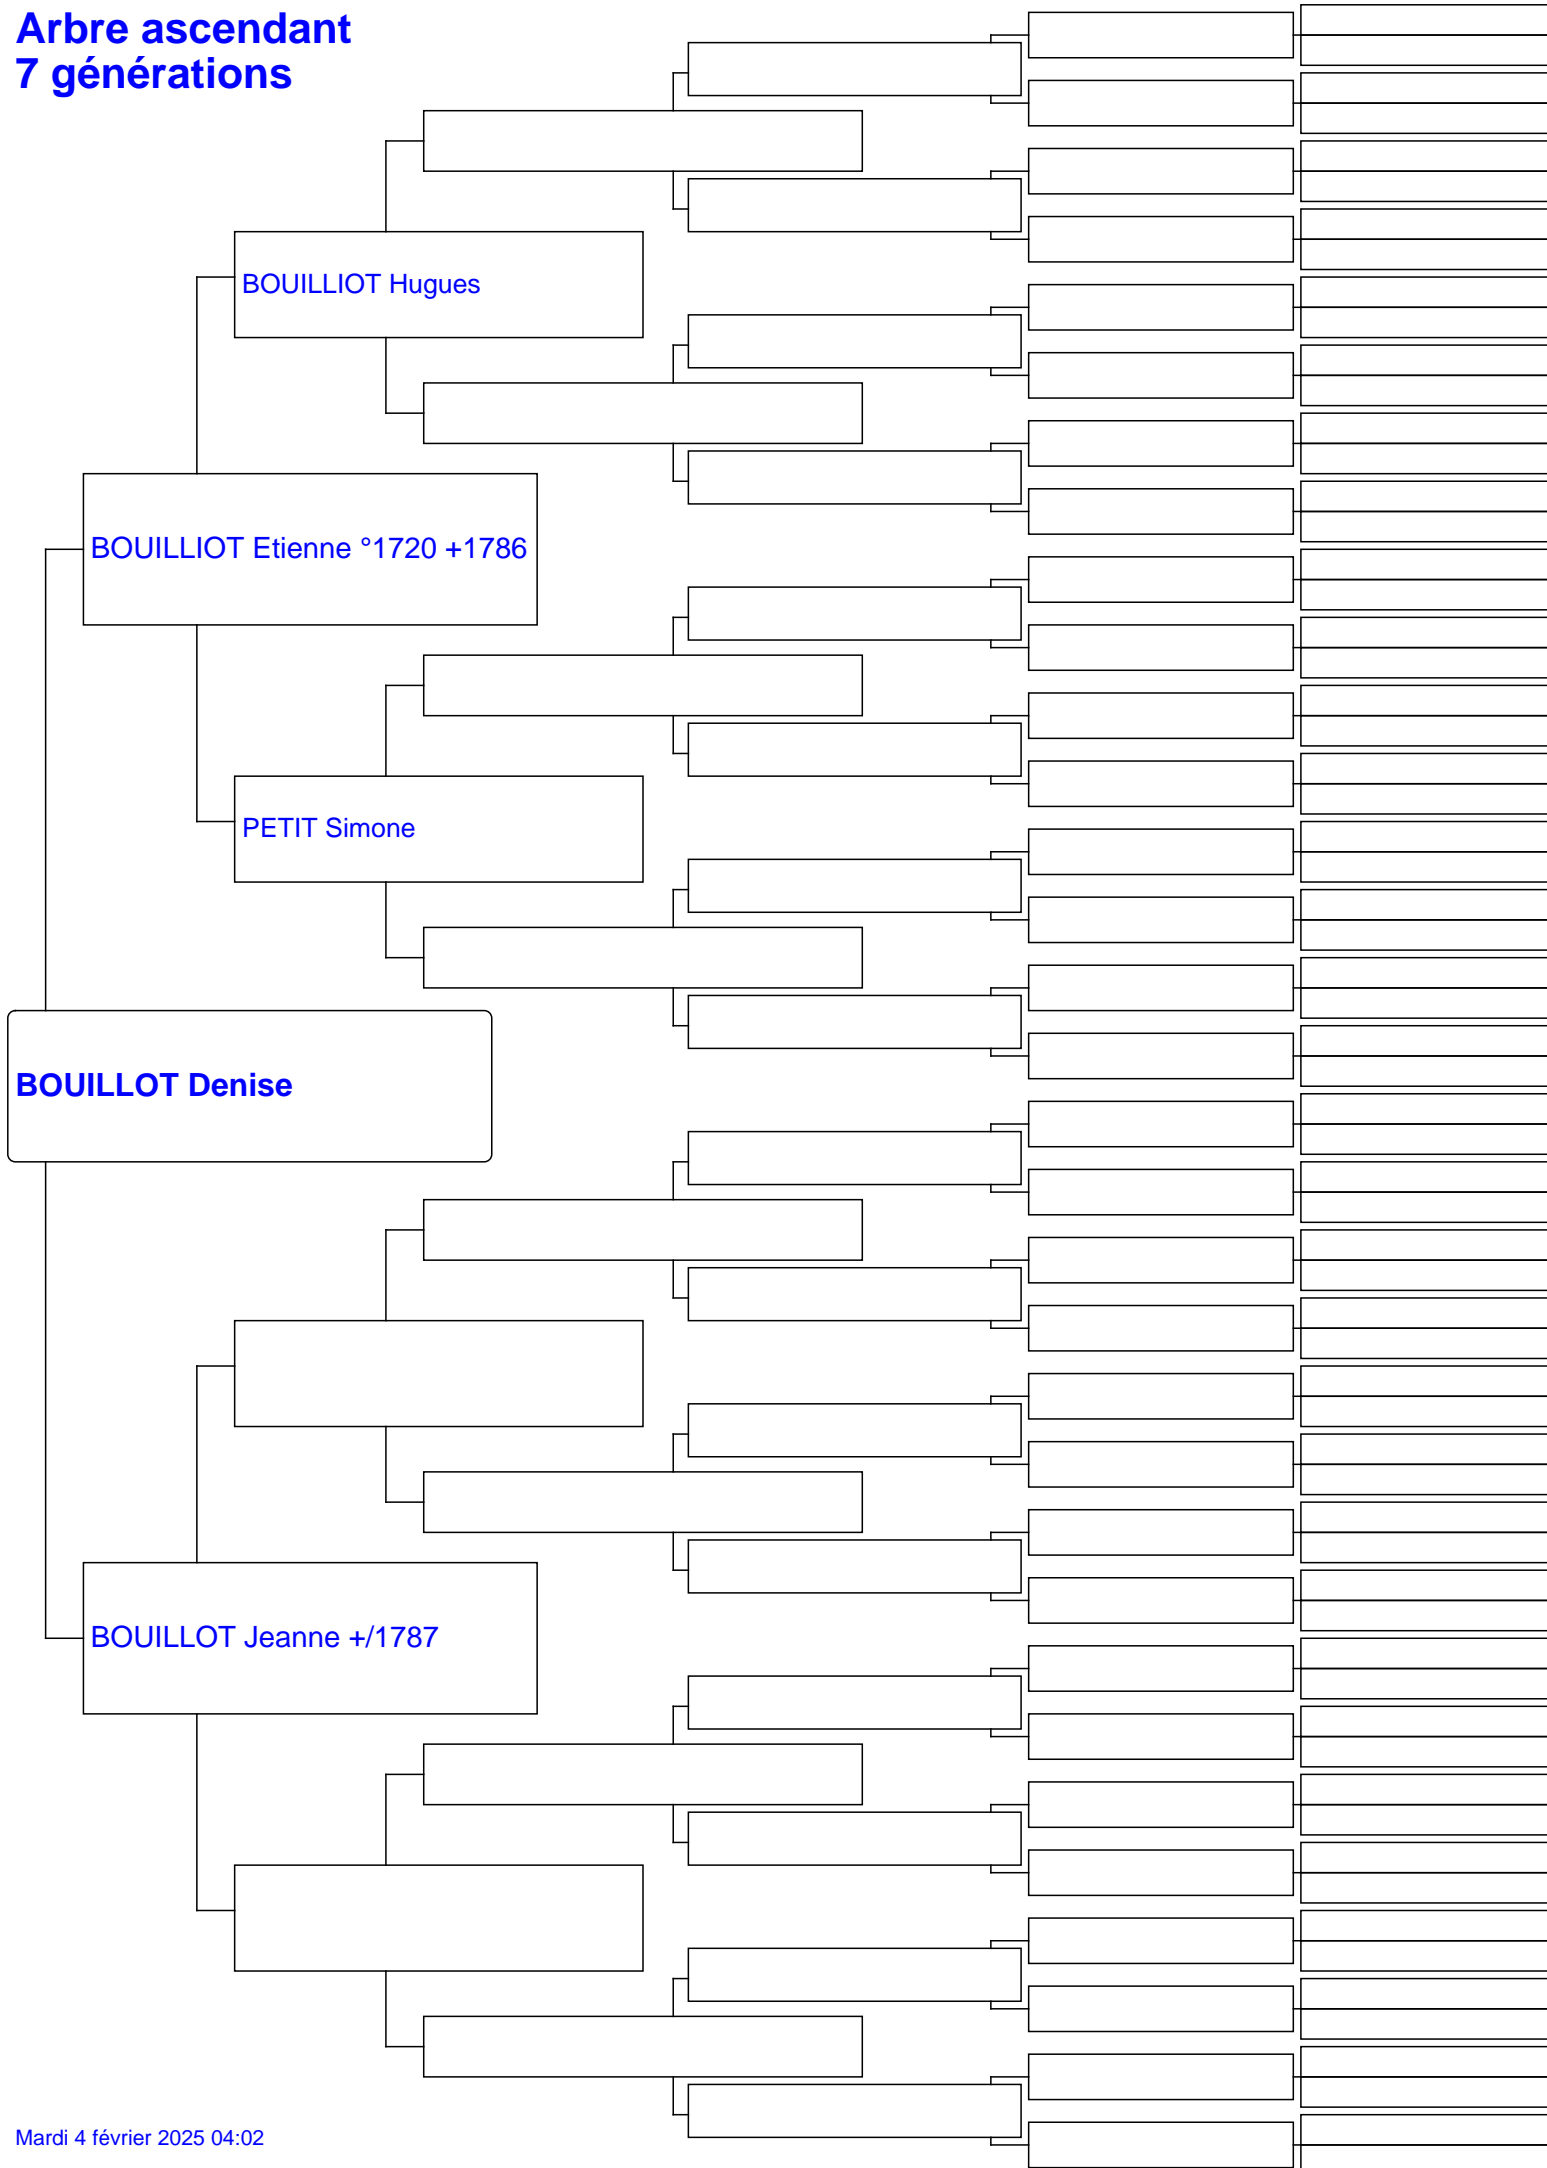 Arbre ascendant
7 générations
BOUILLIOT Hugues
BOUILLIOT Etienne °1720 +1786
PETIT Simone
BOUILLOT Denise
BOUILLOT Jeanne +/1787
Mardi 4 février 2025 04:02